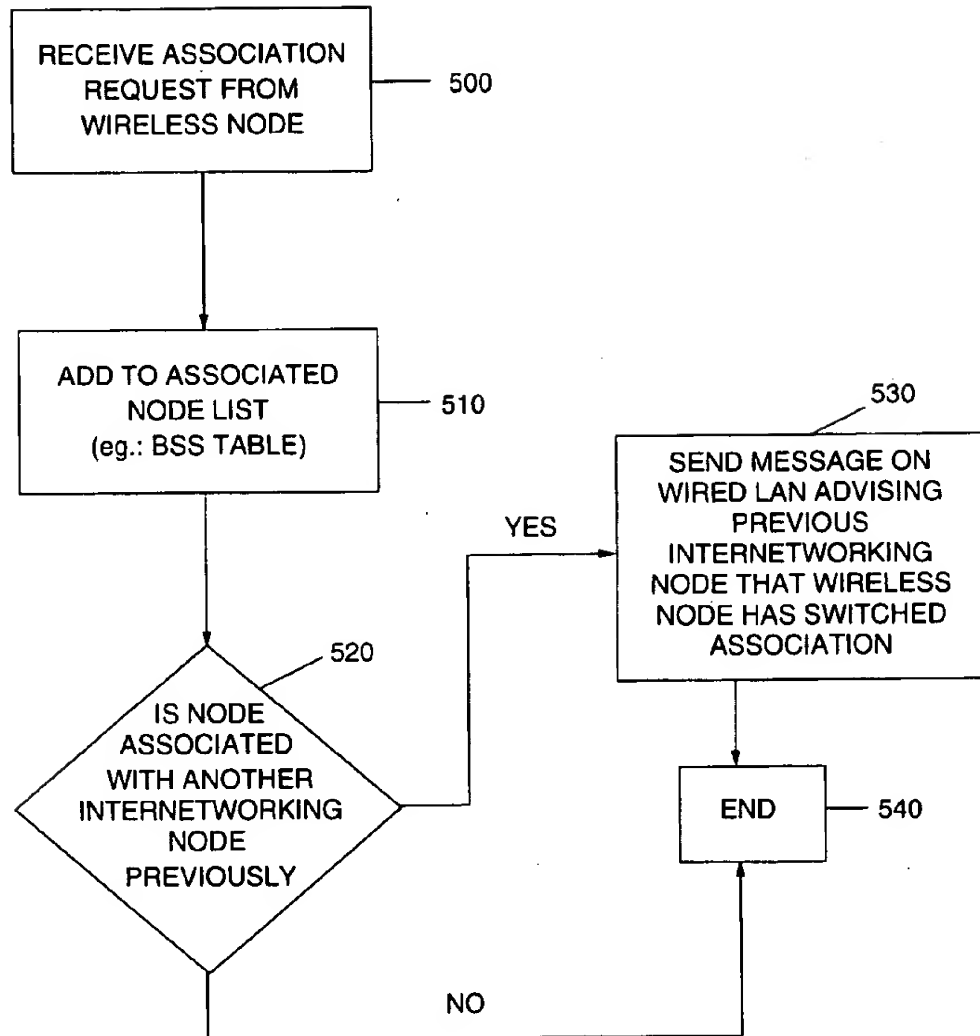 RECEIVE ASSOCIATION
REQUEST FROM
WIRELESS NODE
500
ADD TO ASSOCIATED
NODE LIST
(eg.: BSS TABLE)
510
520
IS NODE
ASSOCIATED
WITH ANOTHER
INTERNETWORKING
NODE
PREVIOUSLY
YES
530
SEND MESSAGE ON
WIRED LAN ADVISING
PREVIOUS
INTERNETWORKING
NODE THAT WIRELESS
NODE HAS SWITCHED
ASSOCIATION
END
540
NO